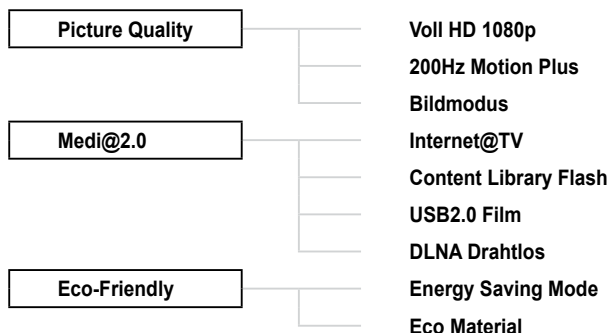 Picture Quality
Voll HD 1080p
200Hz Motion Plus
Bildmodus
Medi@2.0
Internet@TV
Content Library Flash
USB2.0 Film
DLNA Drahtlos
Eco-Friendly
Energy Saving Mode
Eco Material